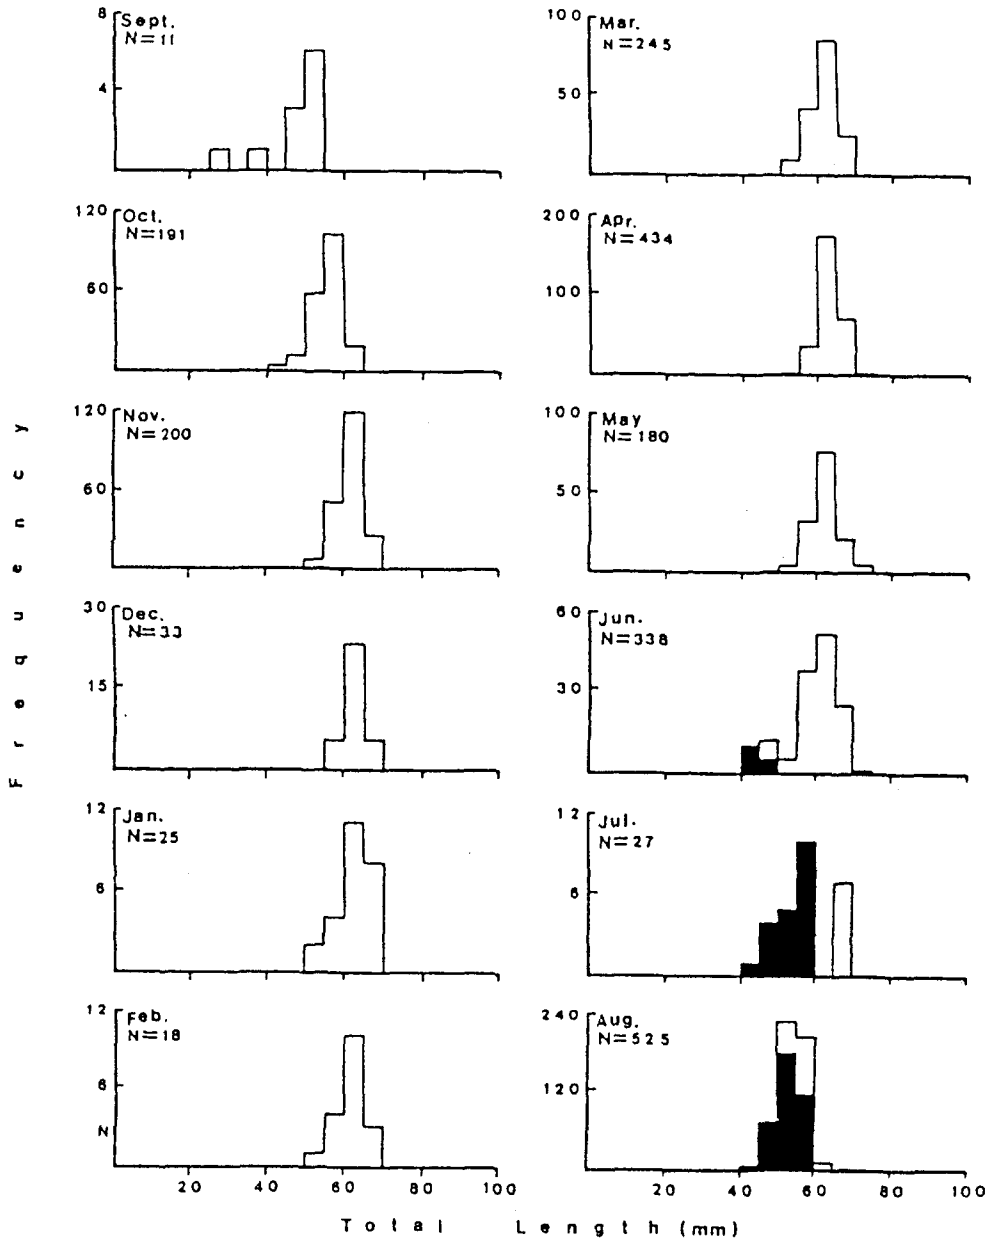 Frequency
8
4
Sept.
N=11
120
60
Oct.
N=191
120
60
Nov.
N=200
30
15
Dec.
N=33
12
6
Jan.
N=25
12
6
N
Feb.
N=18
20 40 60 80 100
100
50
Mar.
N=245
200
100
Apr.
N=434
100
50
May
N=180
60
30
Jun.
N=338
12
6
Jul.
N=27
240
120
Aug.
N=525
20 40 60 80 100
Total Length (mm)